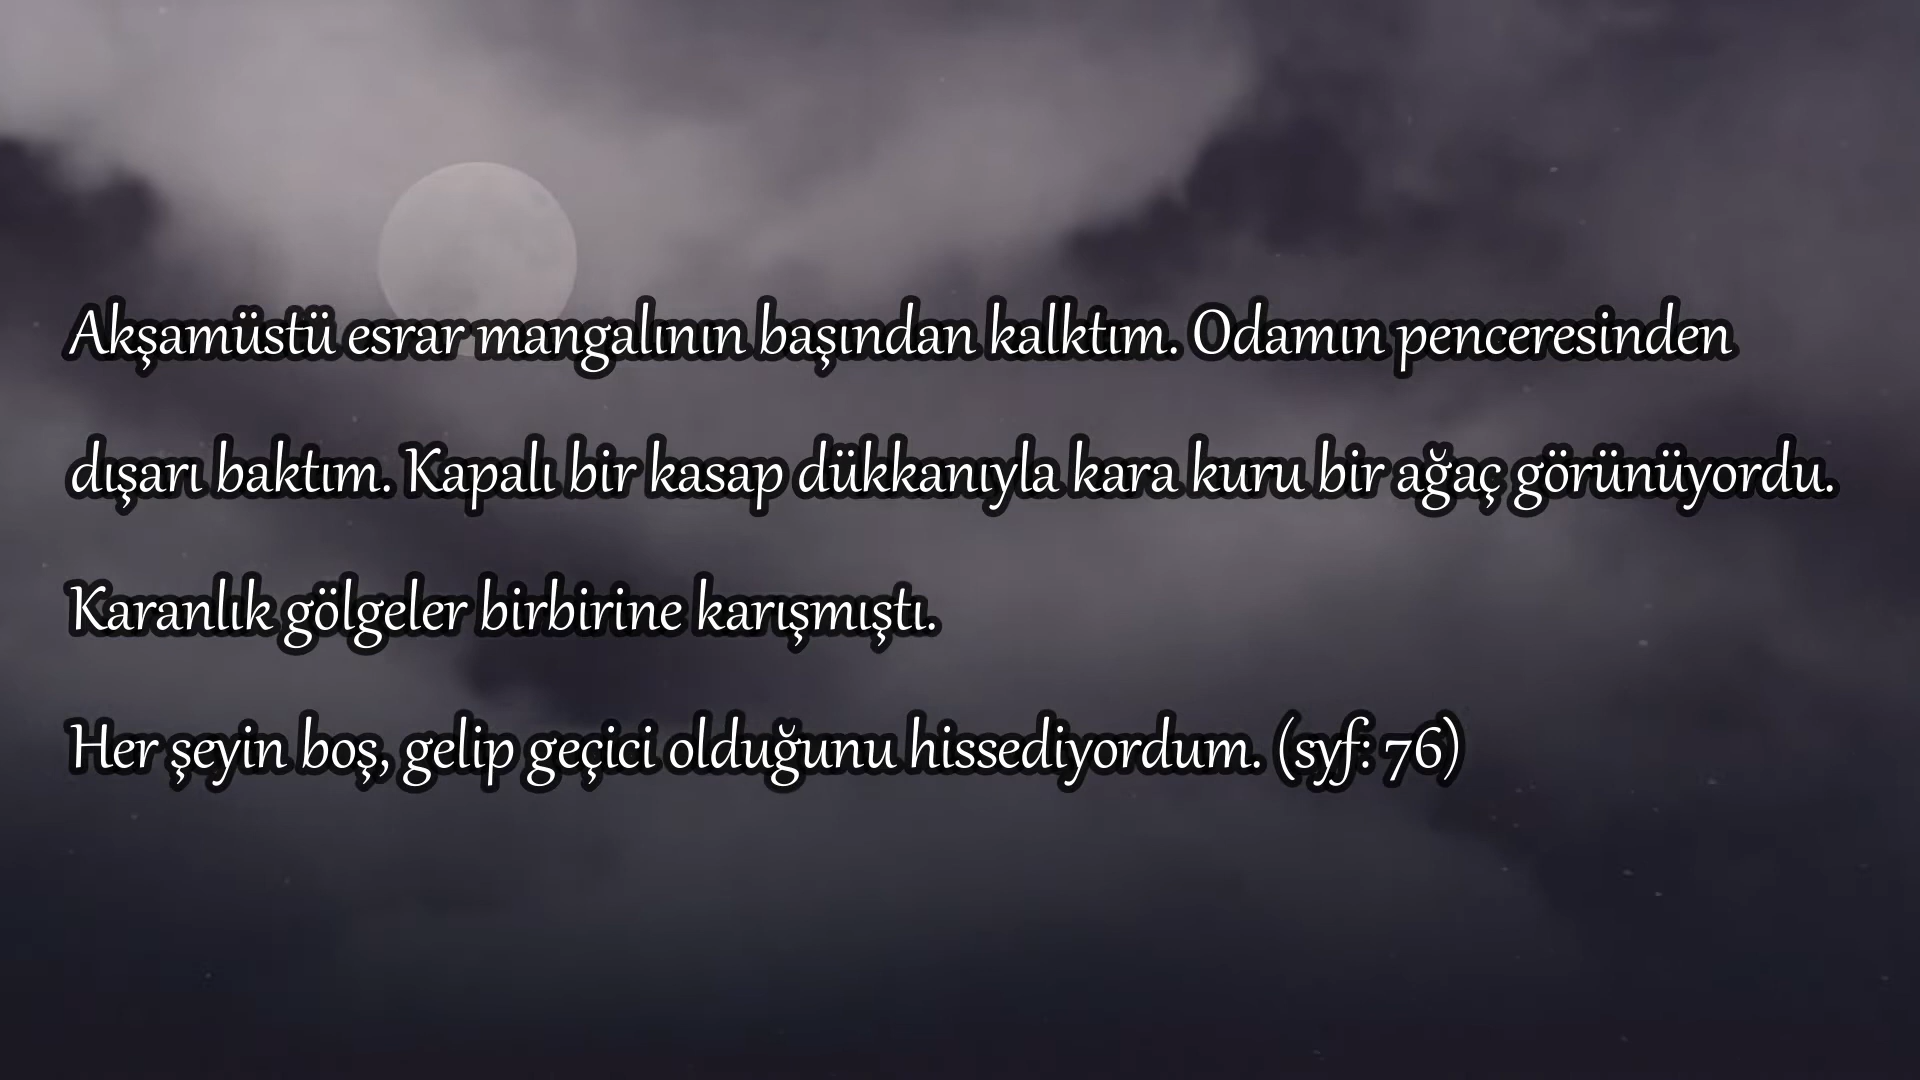 Akşamüstü esrar mangalının başından kalktım. Odamın penceresinden
dışarı baktım. Kapalı bir kasap dükkanıyla kara kuru bir ağaç görünüyordu.
Karanlık gölgeler birbirine karışmıştı.
Her şeyin boş, gelip geçici olduğunu hissediyordum. (syf: 76)